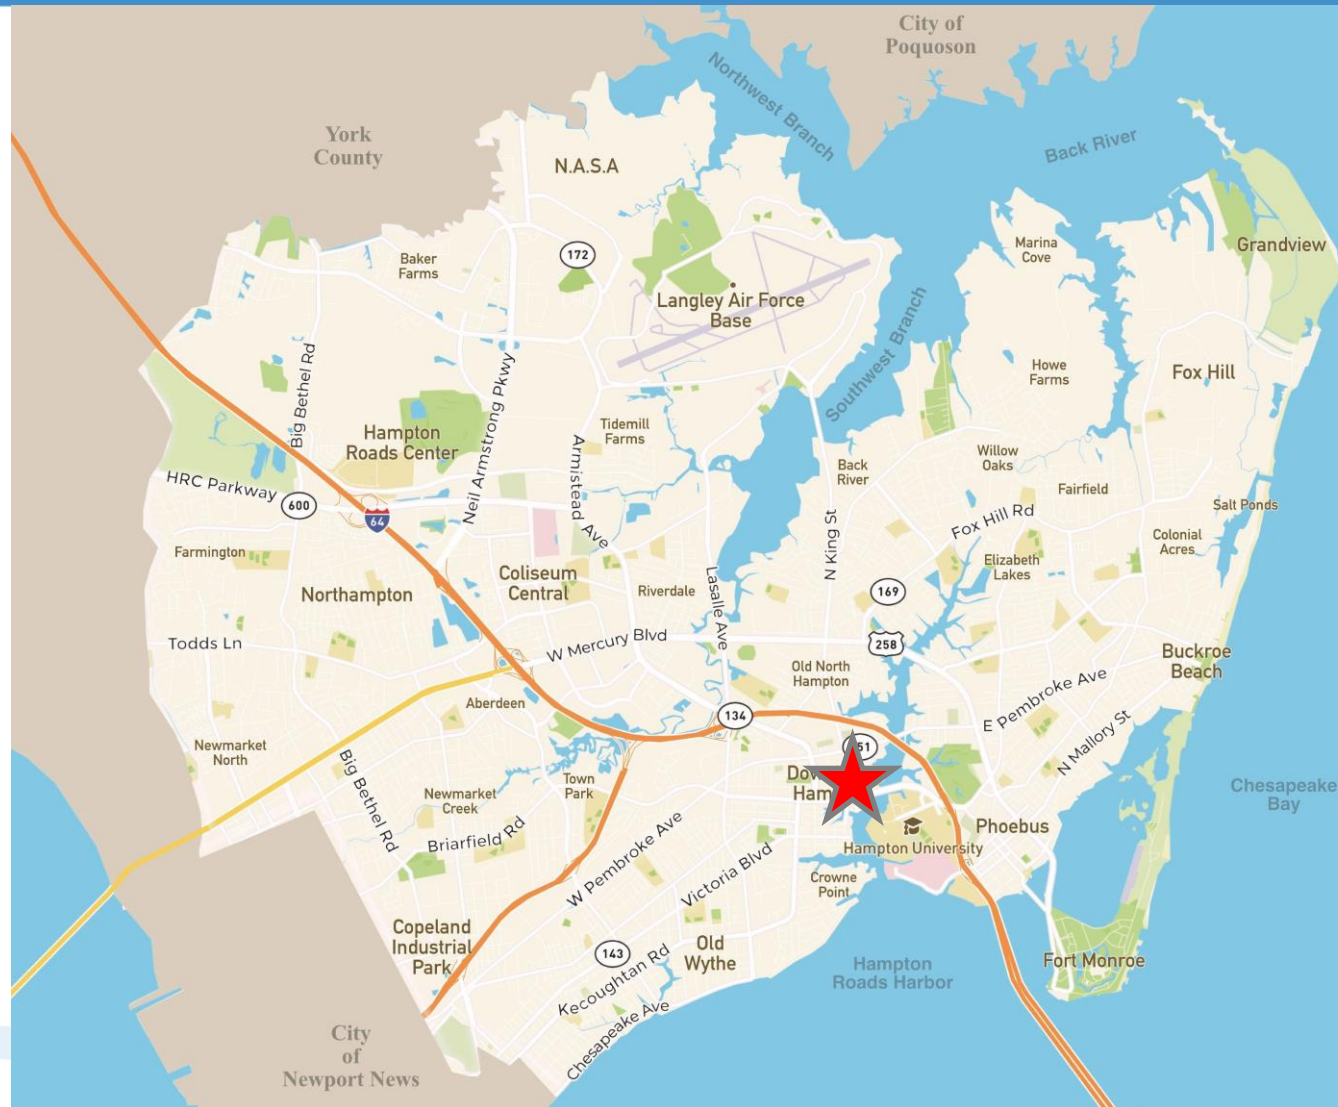 City of
Poquoson
Northwest Branch
York
County
Back River
N.A.S.A
172
Baker
Farms
Marina
Cove
Grandview
Langley Air Force
Base
Southwest Branch
Big Bethel Rd
Neil Armstrong Pkwy
Howe
Farms
Fox Hill
Hampton
Roads Center
Tidemill
Farms
Armistead Ave
Back
River
Willow
Oaks
HRC Parkway
600
64
Fairfield
Fox Hill Rd
Salt Ponds
N King St
Colonial
Acres
Farmington
Elizabeth
Lakes
Northampton
Coliseum
Central
Riverdale
Lasalle Ave
169
Todds Ln
W Mercury Blvd
258
Buckroe
Beach
Old North
Hampton
Aberdeen
E Pembroke Ave
134
N Mallory St
Newmarket
North
Big Bethel Rd
Town
Park
Newmarket
Creek
Chesapeake
Bay
Briarfield Rd
W Pembroke Ave
Victoria Blvd
Phoebus
Hampton University
Crowne
Point
Copeland
Industrial
Park
143
Old
Wythe
Kecoughtan Rd
Hampton
Roads Harbor
Fort Monroe
Chesapeake Ave
City
of
Newport News